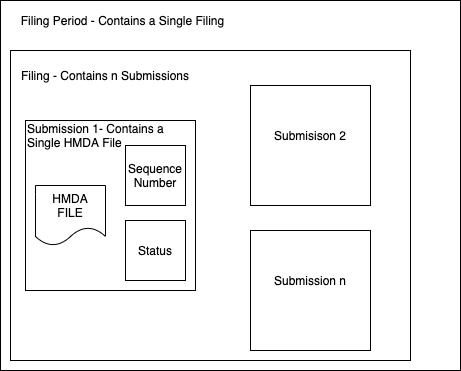 Filing Period - Contains a Single Filing
Filing - Contains n Submissions
Submission 1- Contains a
Single HMDA File
Sequence
Number
HMDA
FILE
Status
Submisison 2
Submission n